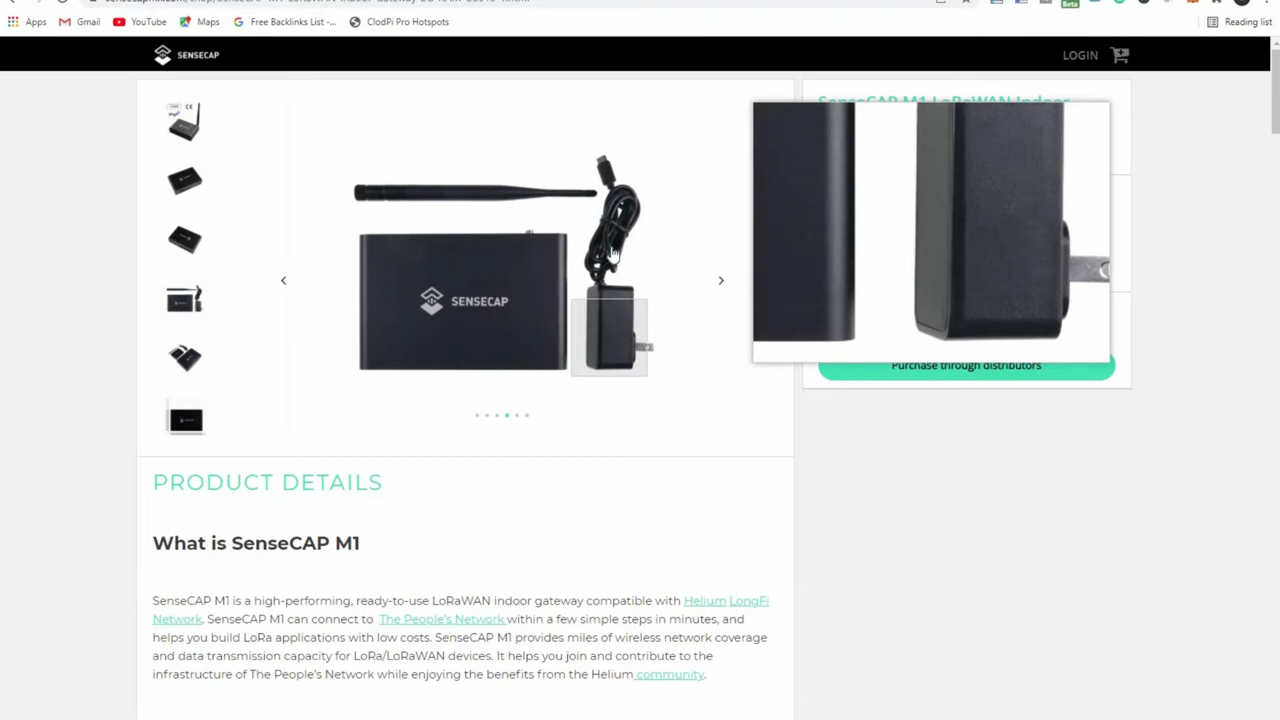 Apps
Gmail
YouTube
Maps
Free Backlinks List -...
ClodPi Pro Hotspots
Beta
Reading list
SENSECAP
LOGIN
SenseCAP M1 LoRaWAN Indoor
SENSECAP
Purchase through distributors
PRODUCT DETAILS
What is SenseCAP M1
SenseCAP M1 is a high-performing, ready-to-use LoRaWAN indoor gateway compatible with Helium LongFi
Network. SenseCAP M1 can connect to The People's Network within a few simple steps in minutes, and
helps you build LoRa applications with low costs. SenseCAP M1 provides miles of wireless network coverage
and data transmission capacity for LoRa/LoRaWAN devices. It helps you join and contribute to the
infrastructure of The People's Network while enjoying the benefits from the Helium community.